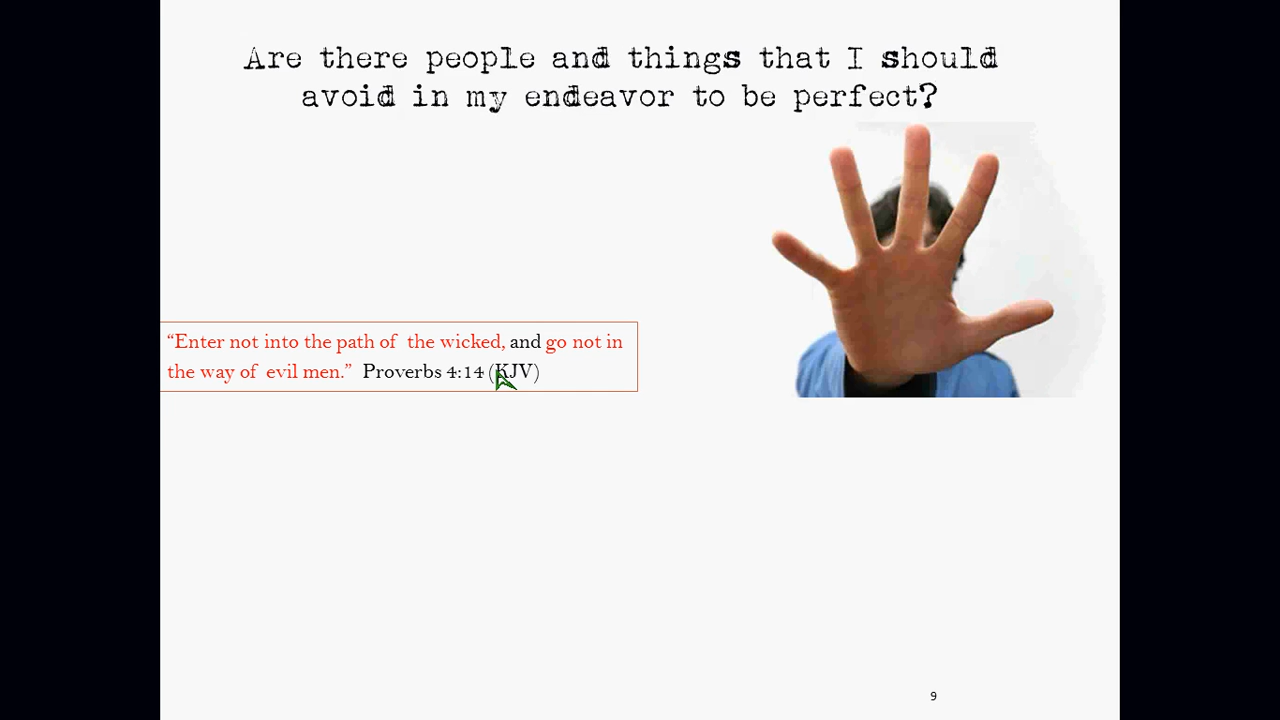 Are there people and things that I should
avoid in my endeavor to be perfect?
“Enter not into the path of the wicked, and go not in
the way of evil men.” Proverbs 4:14 (KJV)
9